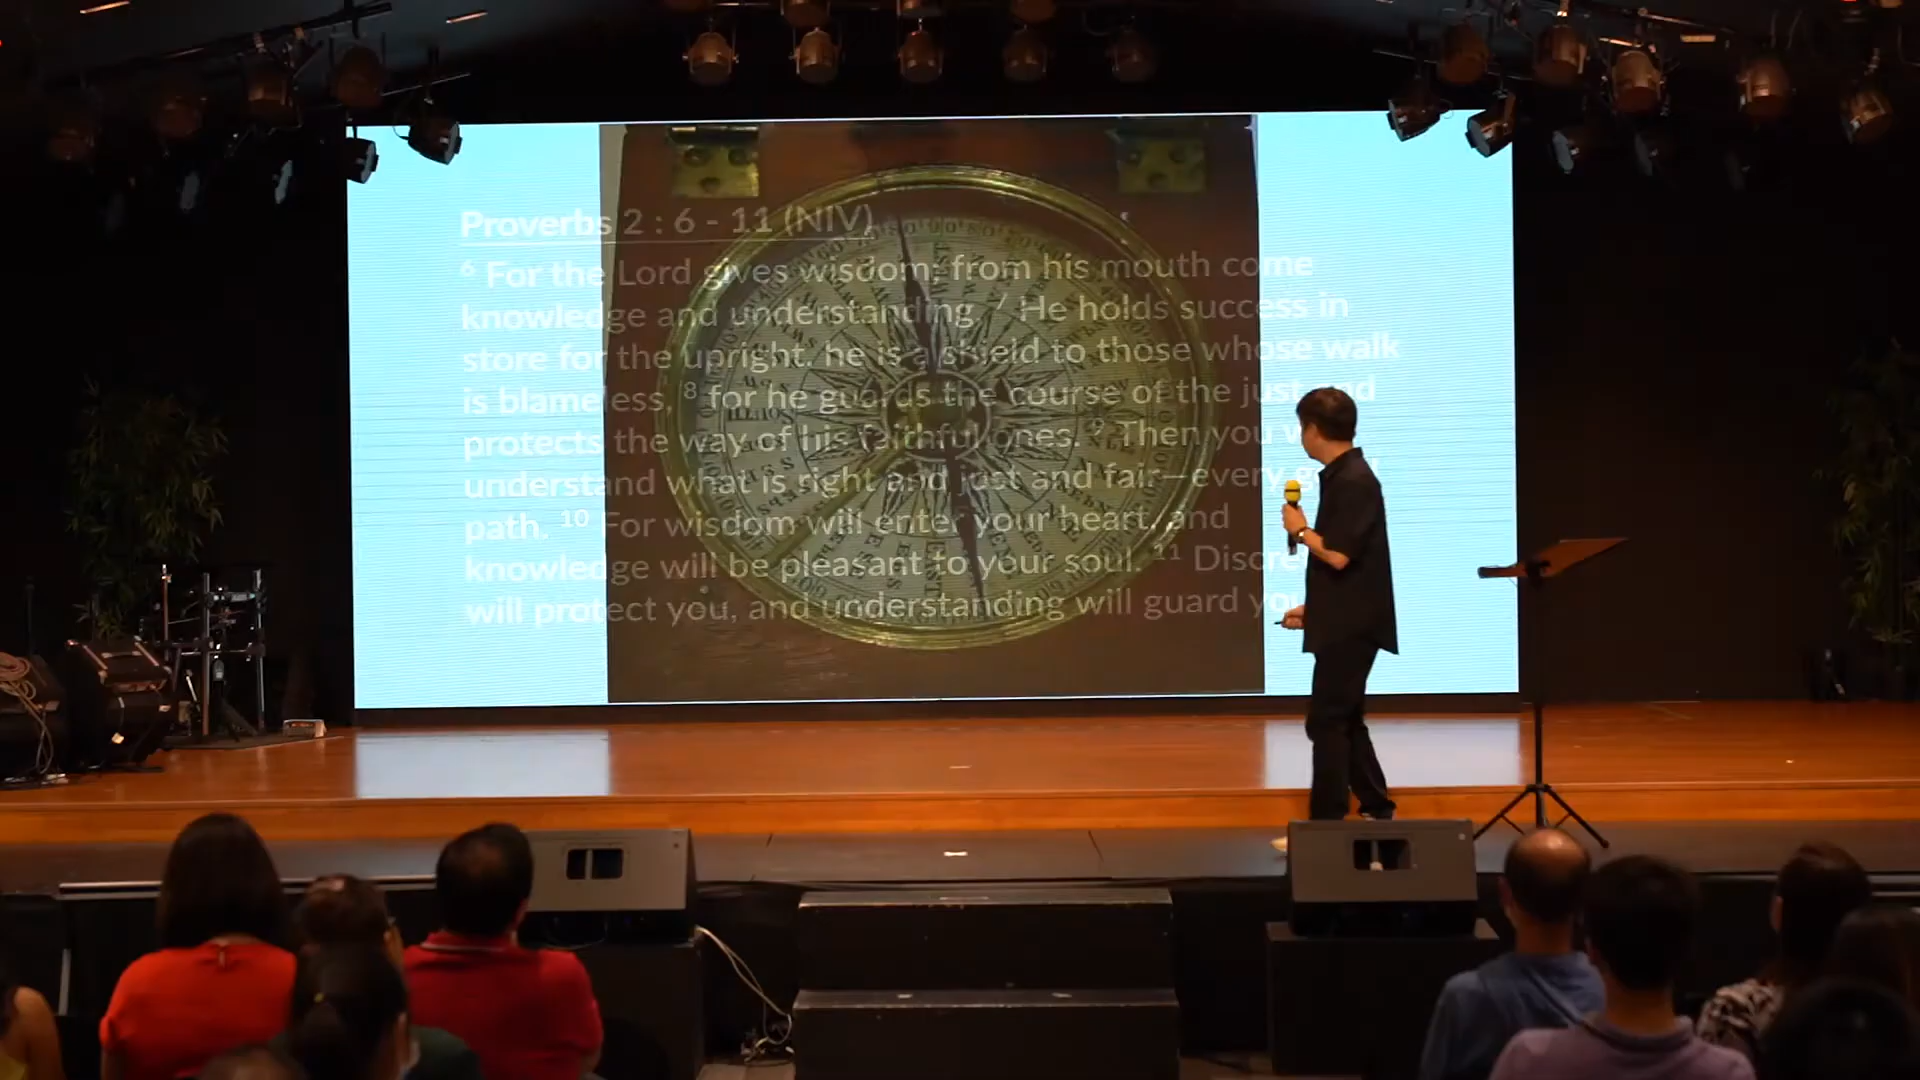 Proverbs 2 : 6 - 11 (NIV)
6 For the Lord gives wisdom; from his mouth come
knowledge and understanding. 7 He holds success in
store for the upright, he is a shield to those whose walk
is blameless, 8 for he guards the course of the just and
protects the way of his faithful ones. 9 Then you
understand what is right and just and fair—every
path. 10 For wisdom will enter your heart, and
knowledge will be pleasant to your soul. 11
will protect you, and understanding will guard
WEST